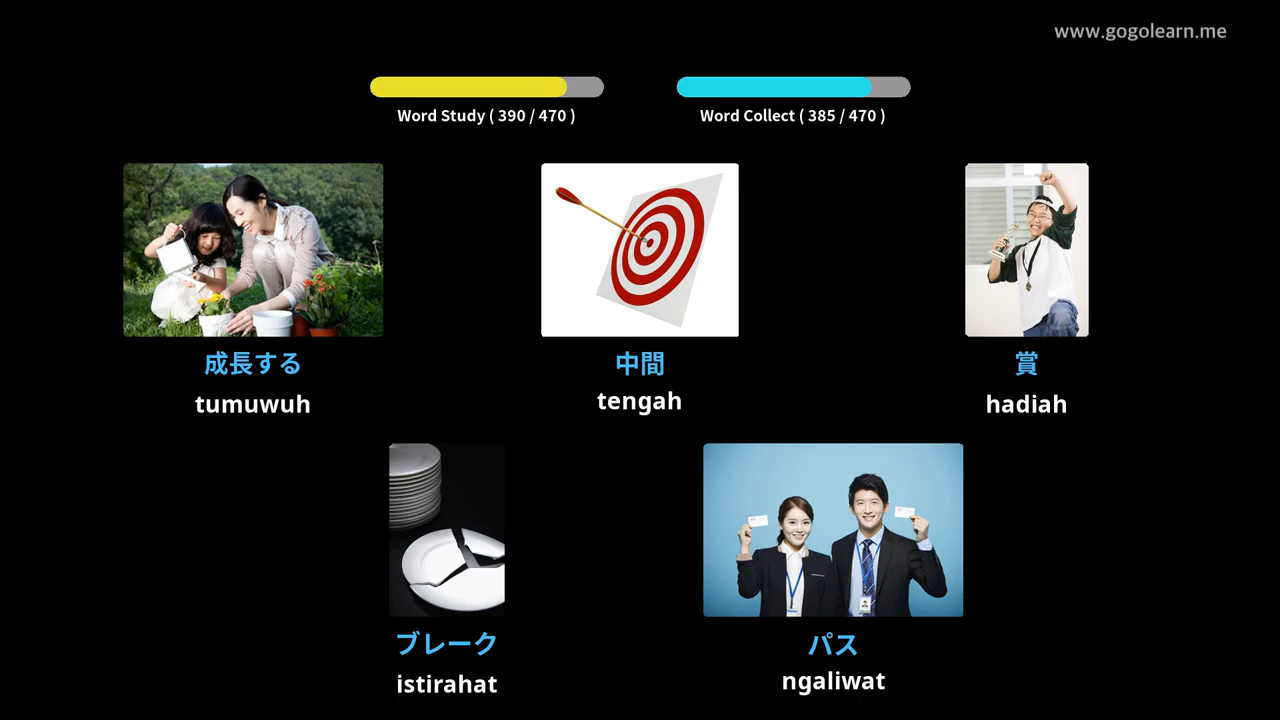 www.gogolearn.me
Word Study ( 390 / 470 )
Word Collect ( 385 / 470 )
成長する
tumuwuh
中間
tengah
賞
hadiah
ブレーク
istirahat
パス
ngaliwat